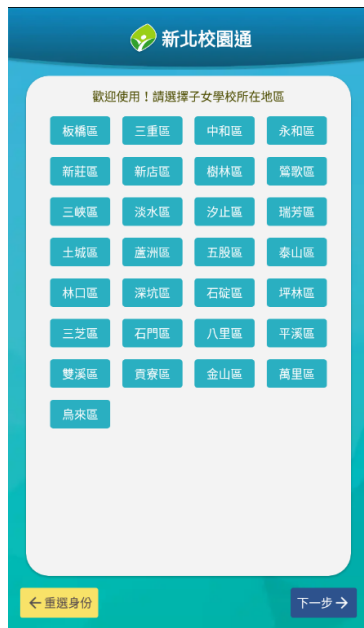 新北校園通
歡迎使用！請選擇子女學校所在地區
板橋區 三重區 中和區 永和區
新莊區 新店區 樹林區 鶯歌區
三峽區 淡水區 汐止區 瑞芳區
土城區 蘆洲區 五股區 泰山區
林口區 深坑區 石碇區 坪林區
三芝區 石門區 八里區 平溪區
雙溪區 貢寮區 金山區 萬里區
烏來區
←重選身份 下一步→